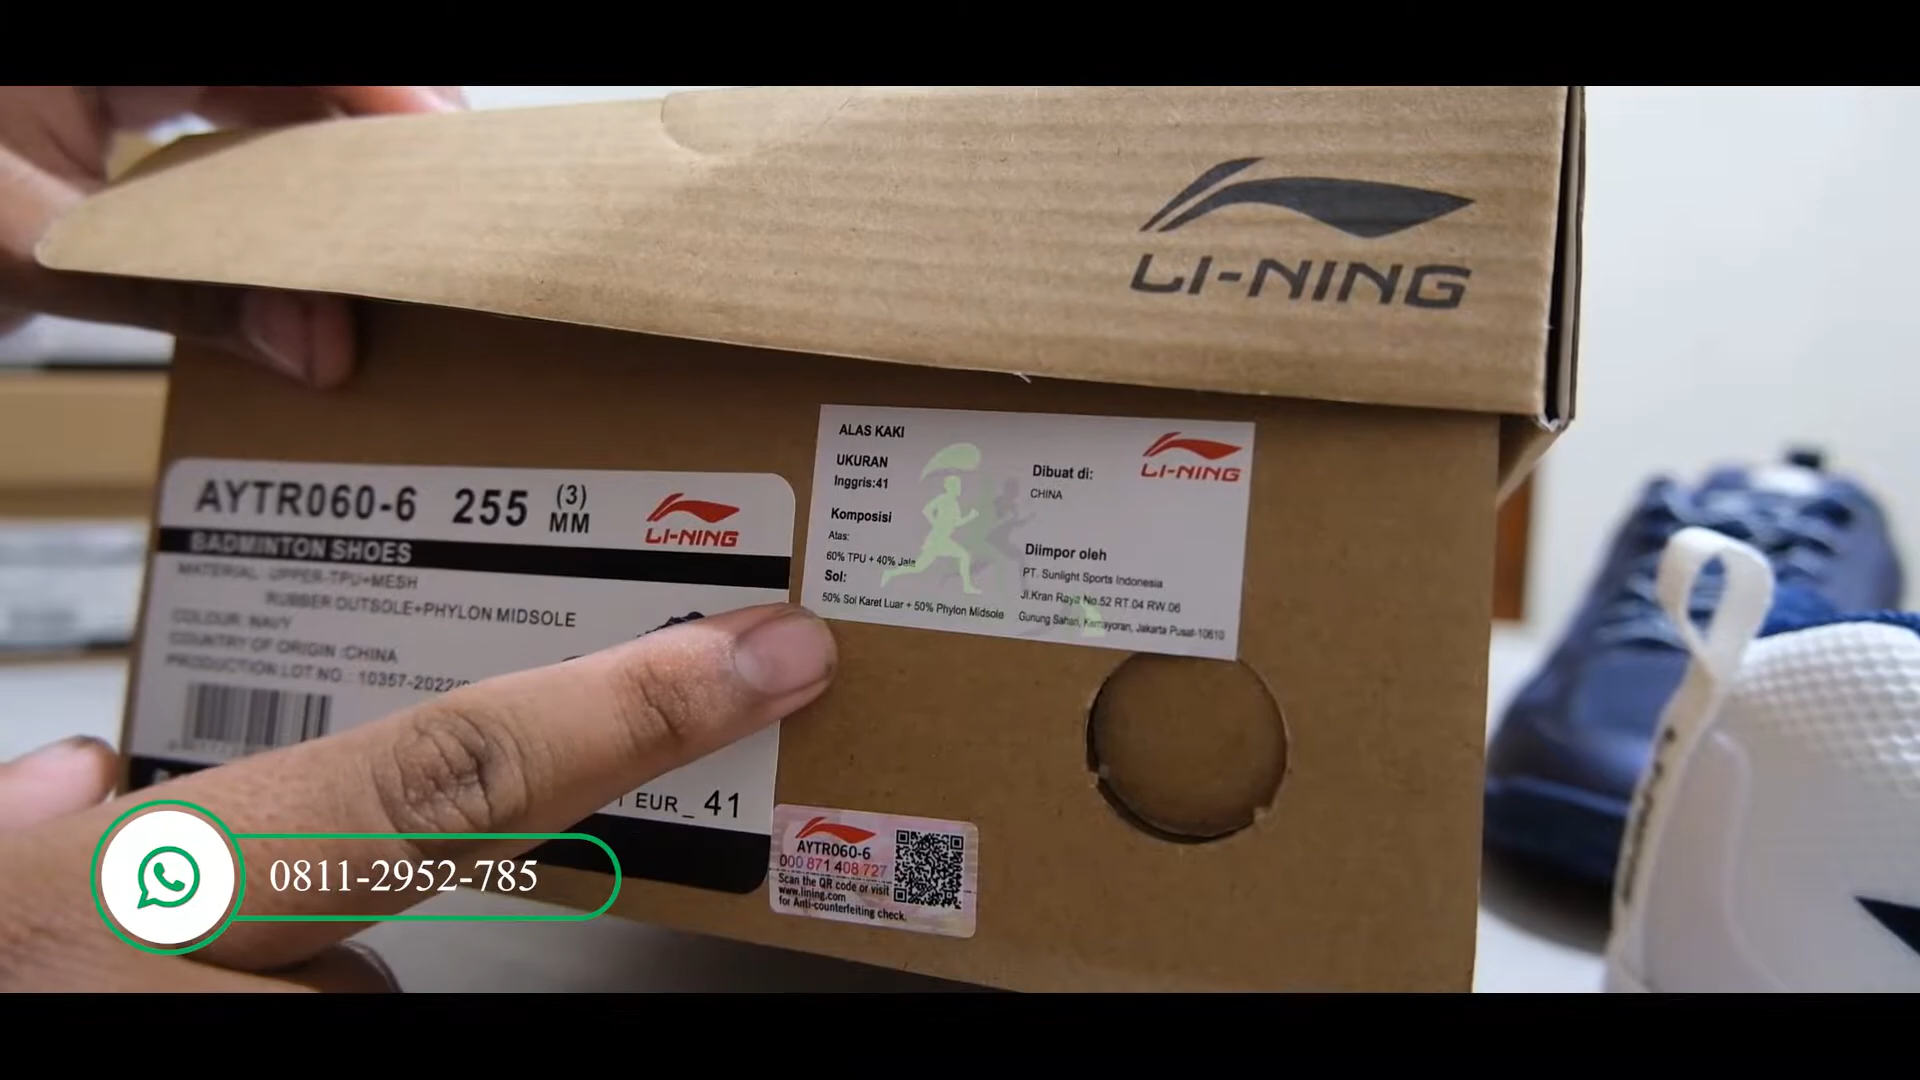 LI-NING
AYTR060-6 255 (3) MM
LI-NING
BADMINTON SHOES
MATERIAL: UPPER-TPU+MESH
RUBBER OUTSOLE+PHYLON MIDSOLE
COLOUR: NAVY
COUNTRY OF ORIGIN :CHINA
PRODUCTION LOT NO.: 10357-2022/
EUR_ 41
ALAS KAKI
UKURAN
Inggris:41
Komposisi
Atas:
60% TPU + 40% Jala
Sol:
50% Sol Karet Luar + 50% Phylon Midsole
LI-NING
Dibuat di:
CHINA
Diimpor oleh
PT. Sunlight Sports Indonesia
Jl.Kran Raya No.52 RT.04 RW.06
Gunung Sahari, Kemayoran, Jakarta Pusat-10610
AYTR060-6
000 871 408 727
Scan the QR code or visit
www.lining.com
for Anti-counterfeiting check.
0811-2952-785